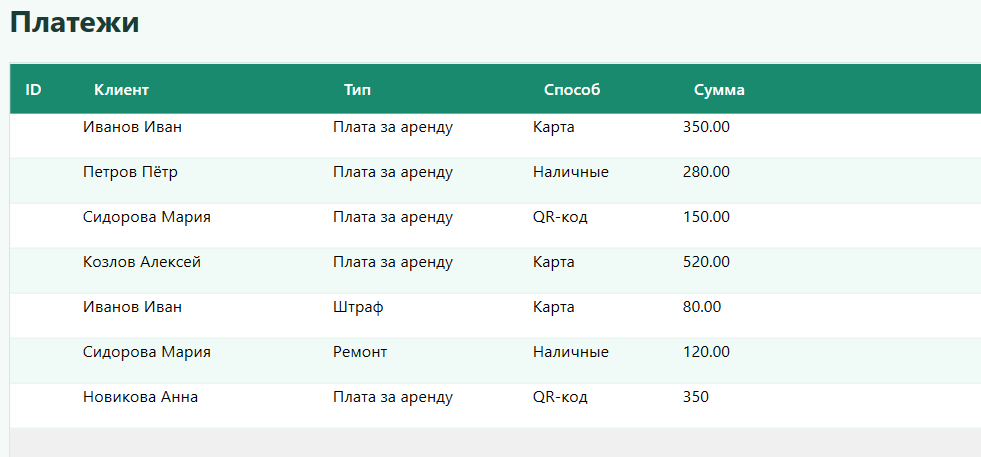 Платежи
ID Клиент Тип Способ Сумма
Иванов Иван Плата за аренду Карта 350.00
Петров Пётр Плата за аренду Наличные 280.00
Сидорова Мария Плата за аренду QR-код 150.00
Козлов Алексей Плата за аренду Карта 520.00
Иванов Иван Штраф Карта 80.00
Сидорова Мария Ремонт Наличные 120.00
Новикова Анна Плата за аренду QR-код 350